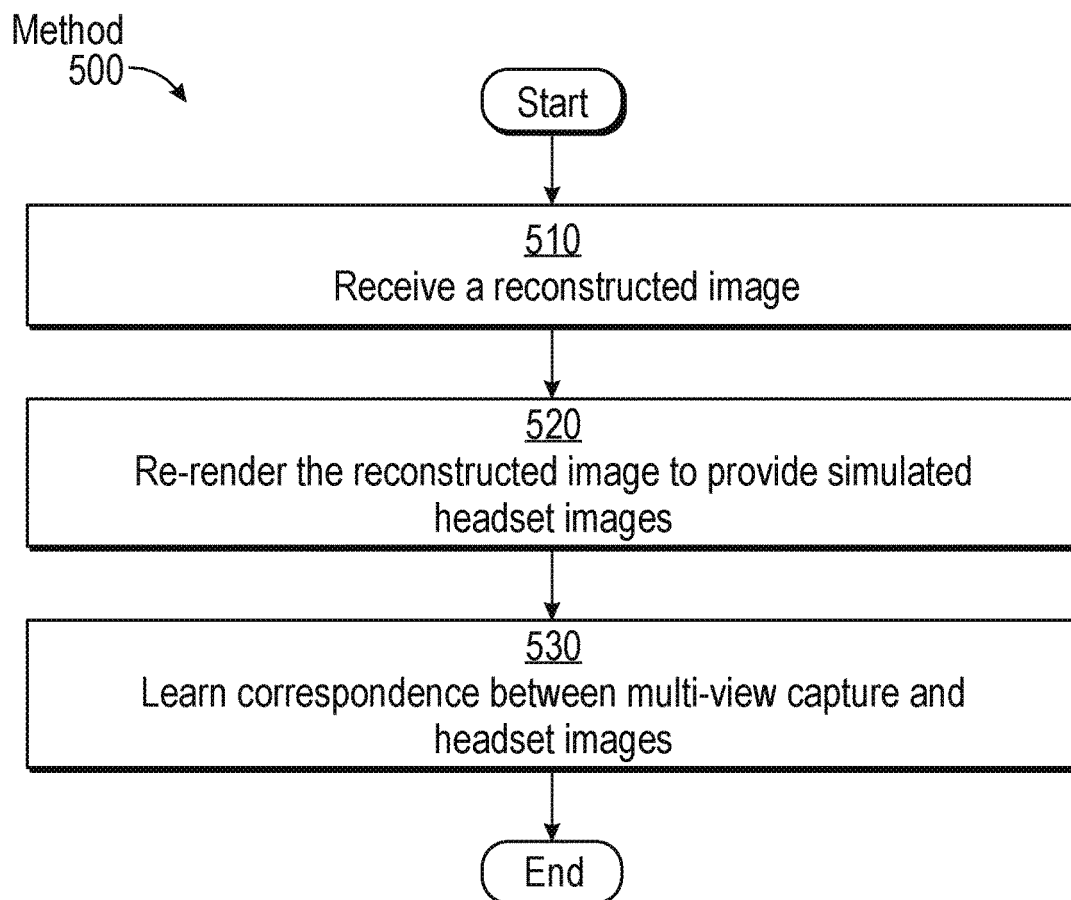 Method
500
Start
510
Receive a reconstructed image
520
Re-render the reconstructed image to provide simulated
headset images
530
Learn correspondence between multi-view capture and
headset images
End